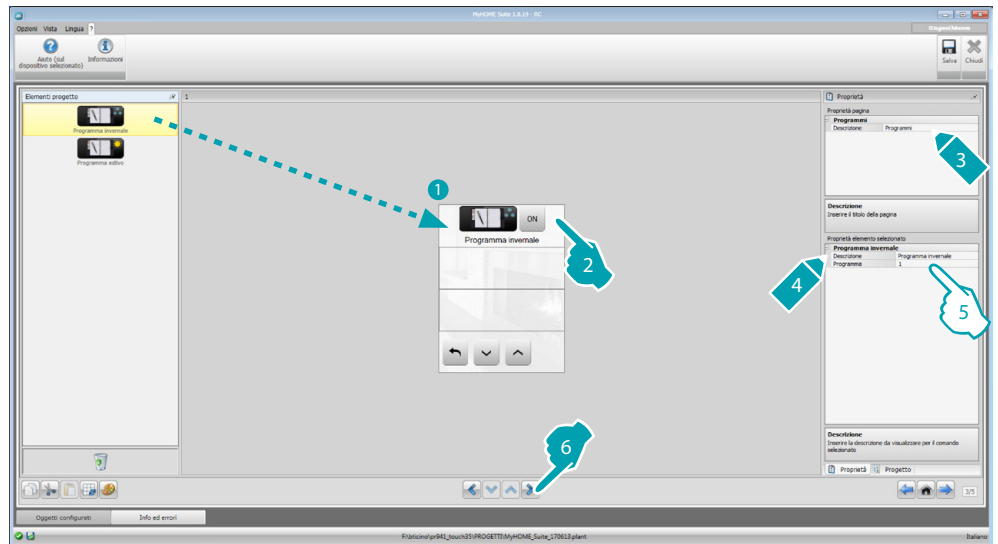 MyHOME Suite 1.0.19 - RC
Opzioni Vista Lingua ?
Aiuto (sul dispositivo selezionato)
Informazioni
Salva
Chiudi
Elementi progetto
1
Programma invernale
Programma estivo
1
ON
2
Programma invernale
Proprietà
Proprietà pagina
Programmi
Descrizione Programmi
3
Descrizione
Inserire il titolo della pagina
Proprietà elemento selezionato
Programma invernale
Descrizione Programma invernale
Programma 1
4
5
6
Descrizione
Inserire la descrizione da visualizzare per il comando
selezionato
Proprietà Progetto
3/5
Oggetti configurati Info ed errori
F:\bticino\pr941_touch35\PROGETTI\MyHOME_Suite_170613.plant
Italiano